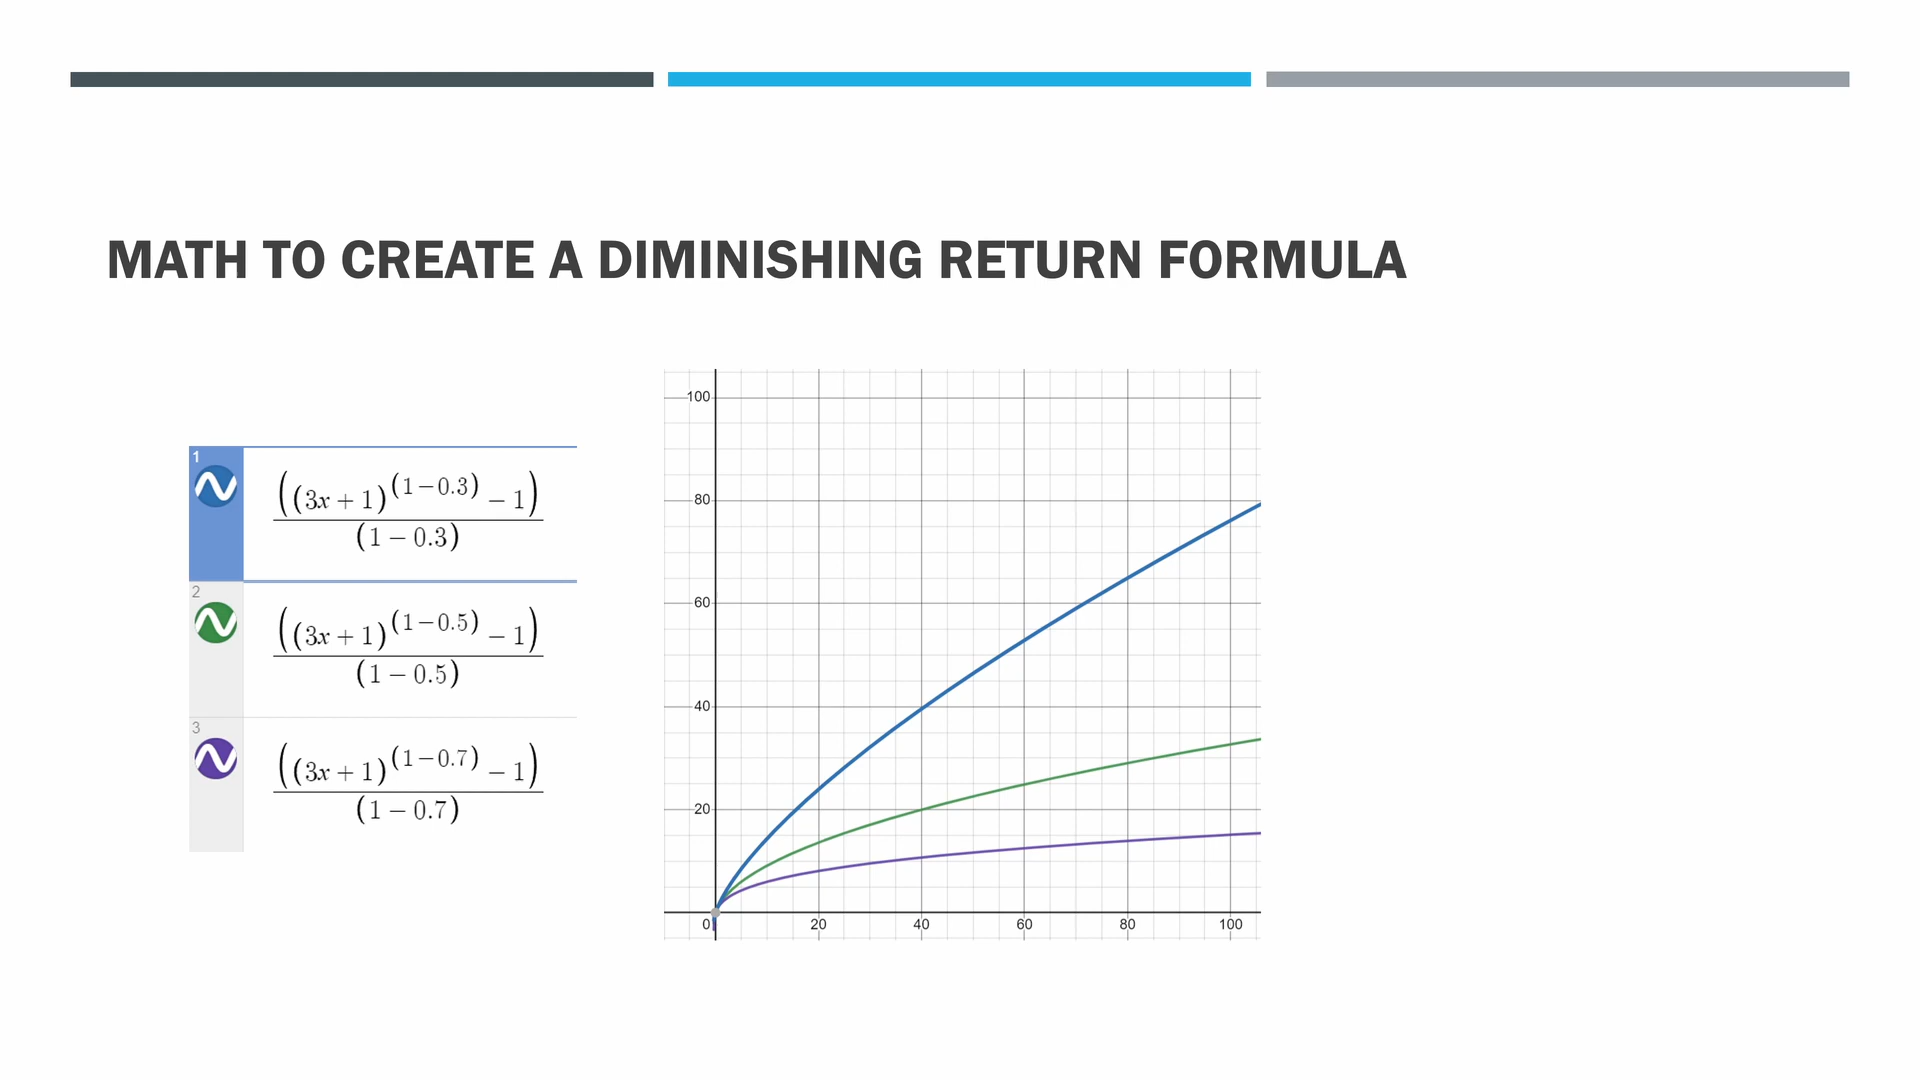 MATH TO CREATE A DIMINISHING RETURN FORMULA
1
((3x + 1)^(1 − 0.3) − 1)
(1 − 0.3)
2
((3x + 1)^(1 − 0.5) − 1)
(1 − 0.5)
3
((3x + 1)^(1 − 0.7) − 1)
(1 − 0.7)
100
80
60
40
20
0 20 40 60 80 100